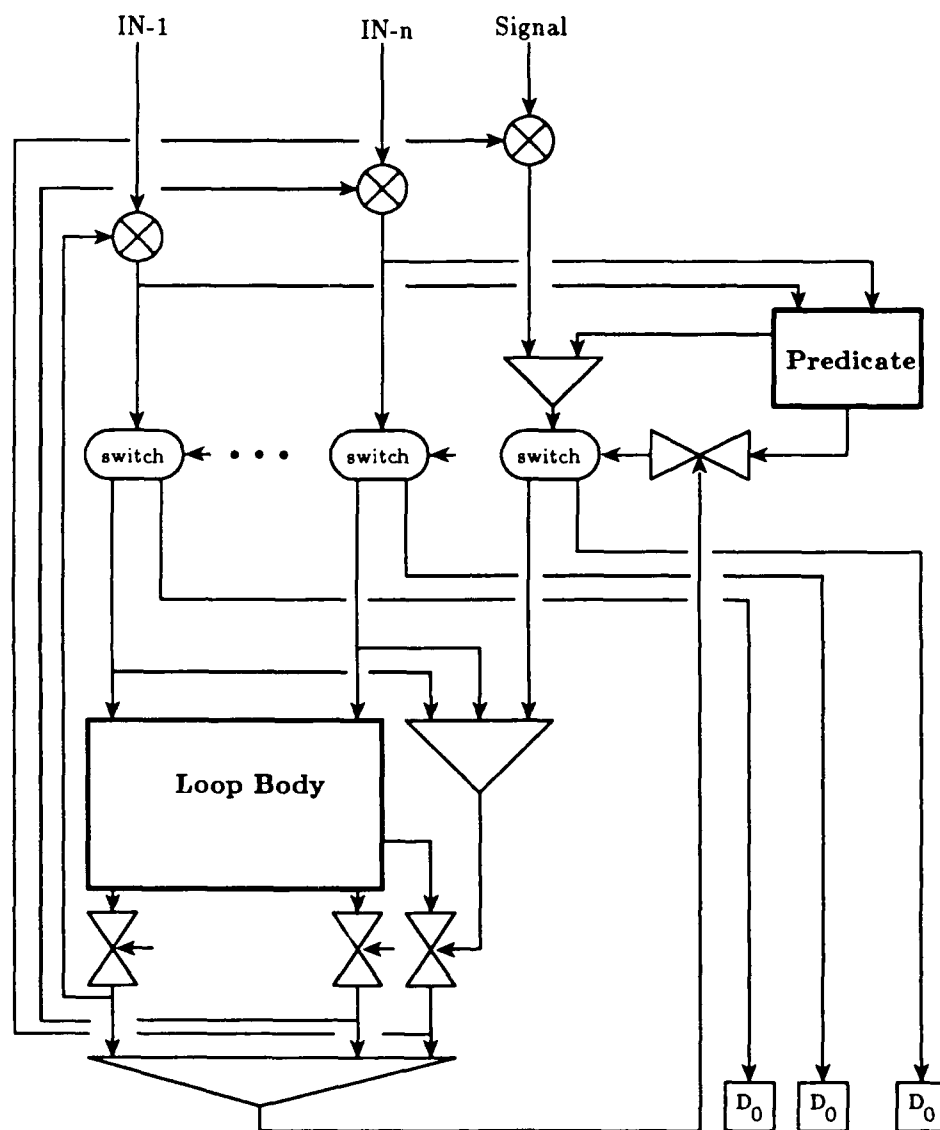 IN-1 IN-n Signal
Predicate
switch switch switch
Loop Body
D0 D0 D0